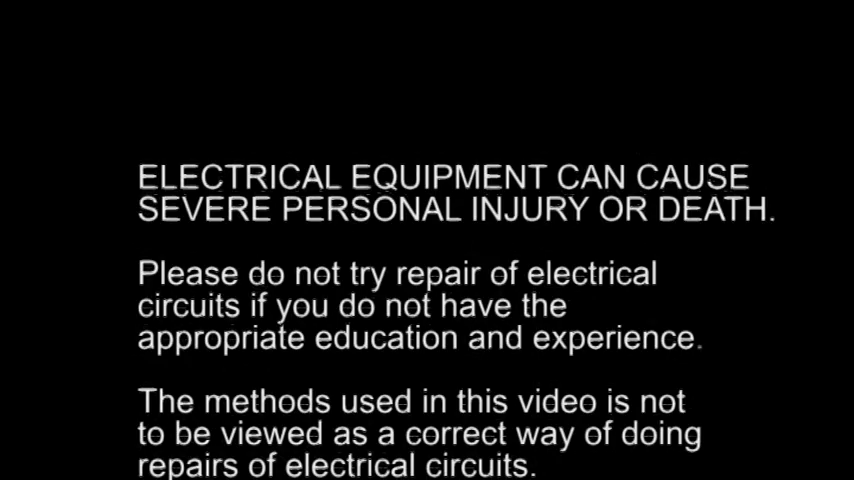 ELECTRICAL EQUIPMENT CAN CAUSE
SEVERE PERSONAL INJURY OR DEATH.
Please do not try repair of electrical
circuits if you do not have the
appropriate education and experience.
The methods used in this video is not
to be viewed as a correct way of doing
repairs of electrical circuits.